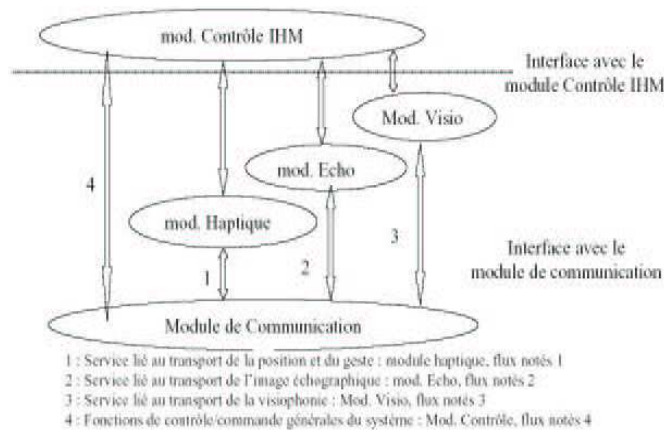 mod. Contrôle IHM
Interface avec le
module Contrôle IHM
Mod. Visio
mod. Echo
4
mod. Haptique
3
Interface avec le
module de communication
1
2
Module de Communication
1 : Service lié au transport de la position et du geste : module haptique, flux notés 1
2 : Service lié au transport de l'image échographique : mod. Echo, flux notés 2
3 : Service lié au transport de la visiophonie : Mod. Visio, flux notés 3
4 : Fonctions de contrôle/commande générales du système : Mod. Contrôle, flux notés 4